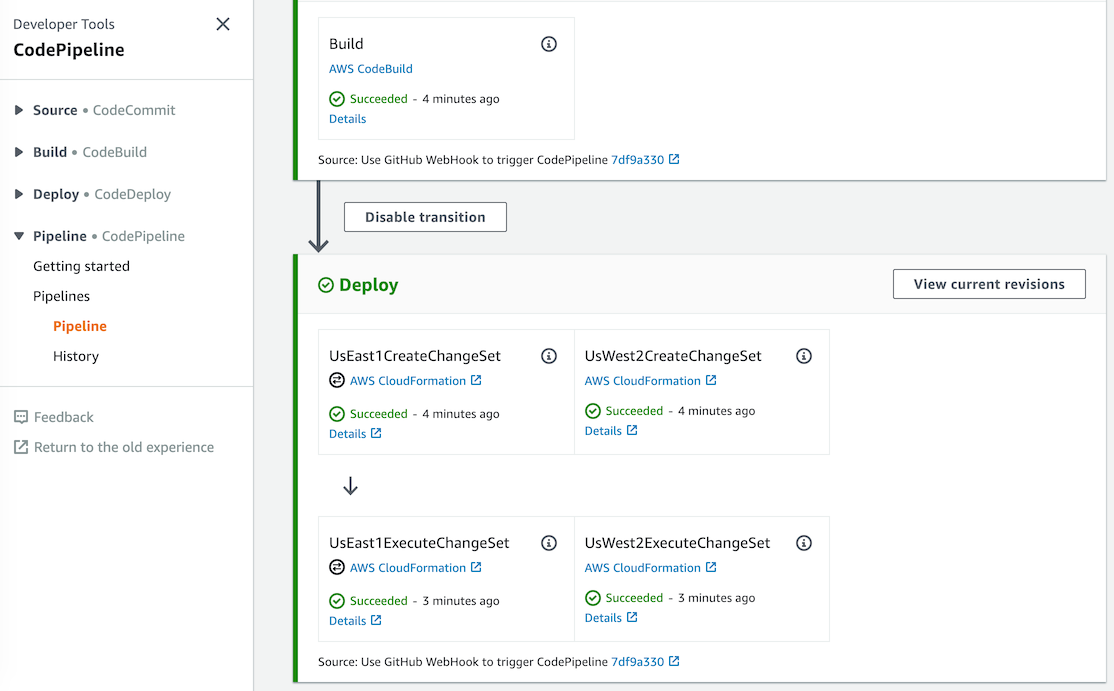 Developer Tools
CodePipeline
Source • CodeCommit
Build • CodeBuild
Deploy • CodeDeploy
Pipeline • CodePipeline
Getting started
Pipelines
Pipeline
History
Feedback
Return to the old experience
Build
AWS CodeBuild
Succeeded - 4 minutes ago
Details
Source: Use GitHub WebHook to trigger CodePipeline 7df9a330
Disable transition
Deploy
View current revisions
UsEast1CreateChangeSet
AWS CloudFormation
Succeeded - 4 minutes ago
Details
UsWest2CreateChangeSet
AWS CloudFormation
Succeeded - 4 minutes ago
Details
UsEast1ExecuteChangeSet
AWS CloudFormation
Succeeded - 3 minutes ago
Details
UsWest2ExecuteChangeSet
AWS CloudFormation
Succeeded - 3 minutes ago
Details
Source: Use GitHub WebHook to trigger CodePipeline 7df9a330